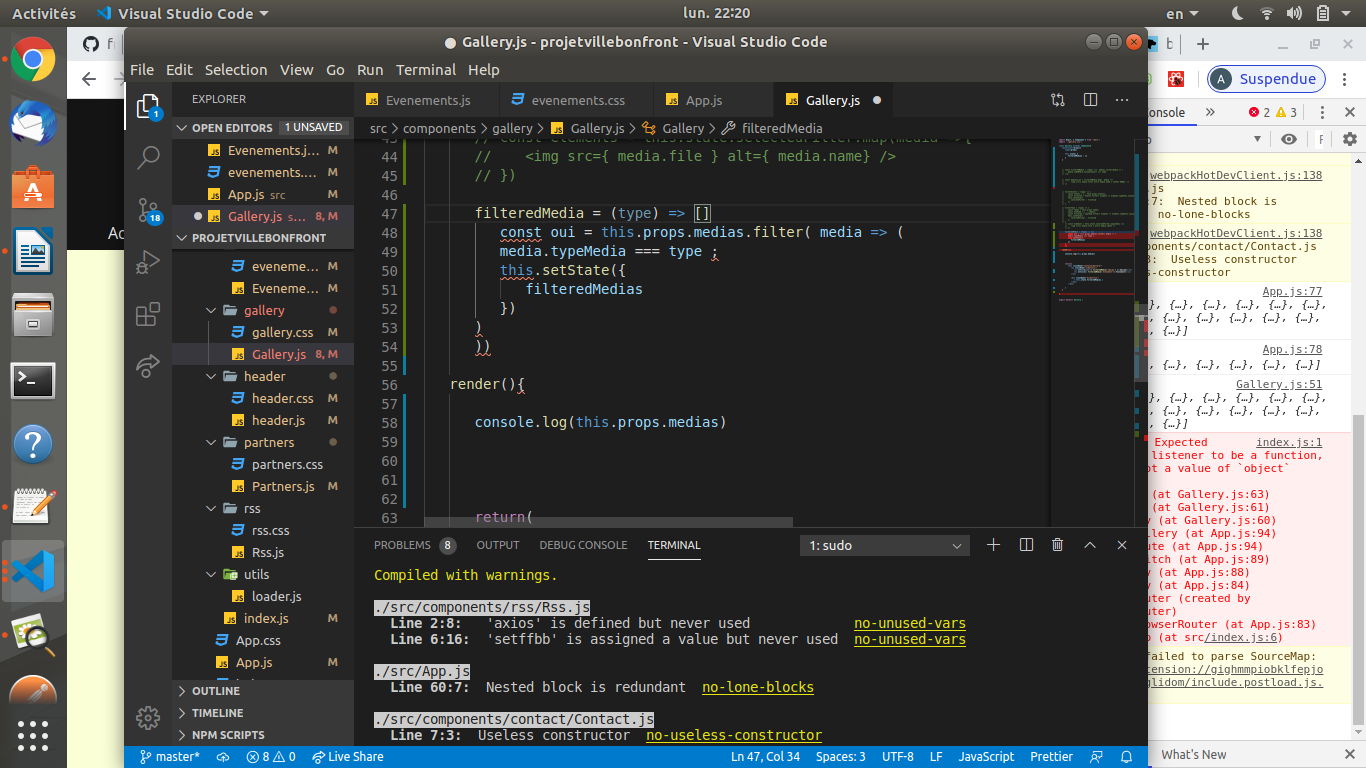 Activités Visual Studio Code lun. 22:20 en
Gallery.js - projetvillebonfront - Visual Studio Code
A Suspendue
File Edit Selection View Go Run Terminal Help
EXPLORER
Evenements.js evenements.css App.js Gallery.js
onsole 2 3
OPEN EDITORS 1 UNSAVED
src > components > gallery > Gallery.js > Gallery > filteredMedia
Evenements.j... M
evenements.... M
App.js src M
Gallery.js s... 8, M
PROJETVILLEBONFRONT
eveneme... M
Eveneme... M
gallery
gallery.css M
Gallery.js 8, M
header
header.css M
header.js M
partners
partners.css
Partners.js M
rss
rss.css
Rss.js
utils
loader.js
index.js M
App.css
App.js M
OUTLINE
TIMELINE
NPM SCRIPTS
44 // <img src={ media.file } alt={ media.name} />
45 // })
46
47 filteredMedia = (type) => []
48 const oui = this.props.medias.filter( media => (
49 media.typeMedia === type ;
50 this.setState({
51 filteredMedias
52 })
53 )
54 ))
55
56 render(){
57
58 console.log(this.props.medias)
59
60
61
62
63 return(
PROBLEMS 8 OUTPUT DEBUG CONSOLE TERMINAL 1: sudo
Compiled with warnings.
./src/components/rss/Rss.js
Line 2:8: 'axios' is defined but never used no-unused-vars
Line 6:16: 'setffbb' is assigned a value but never used no-unused-vars
./src/App.js
Line 60:7: Nested block is redundant no-lone-blocks
./src/components/contact/Contact.js
Line 7:3: Useless constructor no-useless-constructor
master* 8 0 Live Share Ln 47, Col 34 Spaces: 3 UTF-8 LF JavaScript Prettier
webpackHotDevClient.js:138
.js
:7: Nested block is
no-lone-blocks
webpackHotDevClient.js:138
onents/contact/Contact.js
3: Useless constructor
s-constructor
App.js:77
}, {…}, {…}, {…}, {…}, {…},
, {…}, {…}, {…}, {…}, {…},
{…}]
App.js:78
, {…}, {…}, {…}, {…}, {…}]
Gallery.js:51
}, {…}, {…}, {…}, {…}, {…},
, {…}, {…}, {…}, {…}, {…},
{…}]
Expected index.js:1
listener to be a function,
ot a value of `object`
(at Gallery.js:63)
(at Gallery.js:61)
y (at Gallery.js:60)
llery (at App.js:94)
ute (at App.js:94)
itch (at App.js:89)
y (at App.js:88)
y (at App.js:84)
uter (created by
uter)
owserRouter (at App.js:83)
p (at src/index.js:6)
failed to parse SourceMap:
tension://gighmmpiobklfepjo
glidom/include.postload.js.
What's New